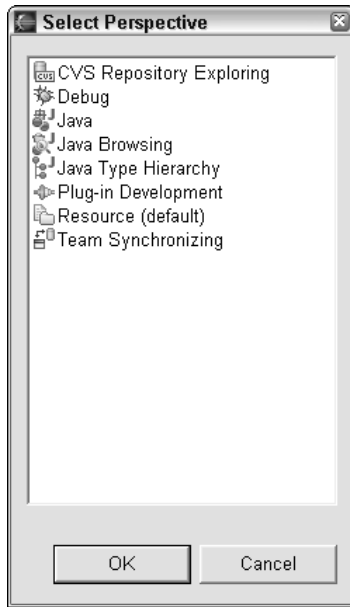 Select Perspective
CVS Repository Exploring
Debug
Java
Java Browsing
Java Type Hierarchy
Plug-in Development
Resource (default)
Team Synchronizing
OK
Cancel